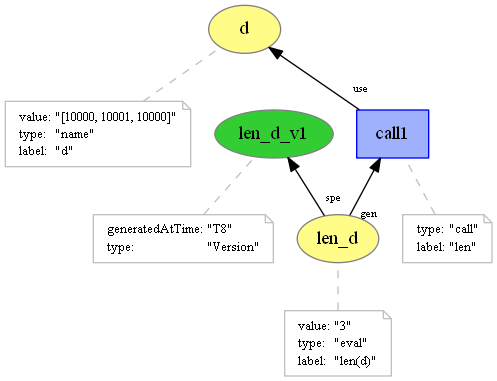 d
use
value: "[10000, 10001, 10000]"
type: "name"
label: "d"
len_d_v1
call1
spe
gen
generatedAtTime: "T8"
type: "Version"
len_d
type: "call"
label: "len"
value: "3"
type: "eval"
label: "len(d)"